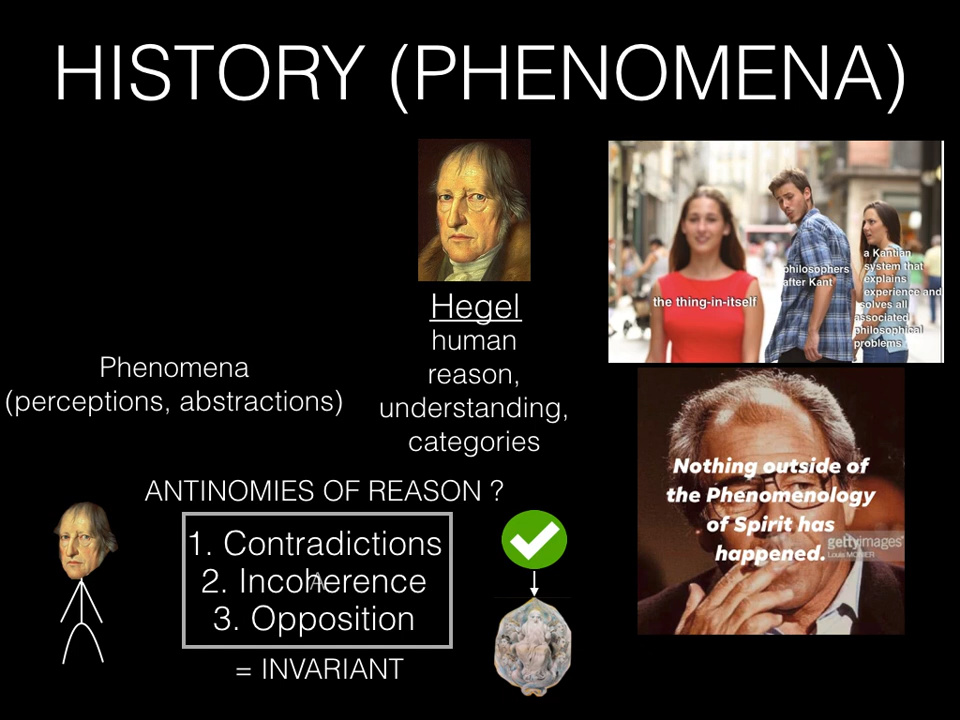 HISTORY (PHENOMENA)
Hegel
human
reason,
understanding,
categories
Phenomena
(perceptions, abstractions)
the thing-in-itself
philosophers
after Kant
a Kantian
system that
explains
experience and
solves all
associated
philosophical
problems
ANTINOMIES OF REASON ?
1. Contradictions
2. Incoherence
A
3. Opposition
= INVARIANT
Nothing outside of
the Phenomenology
of Spirit has
happened.
gettyimages
Louis MONIER